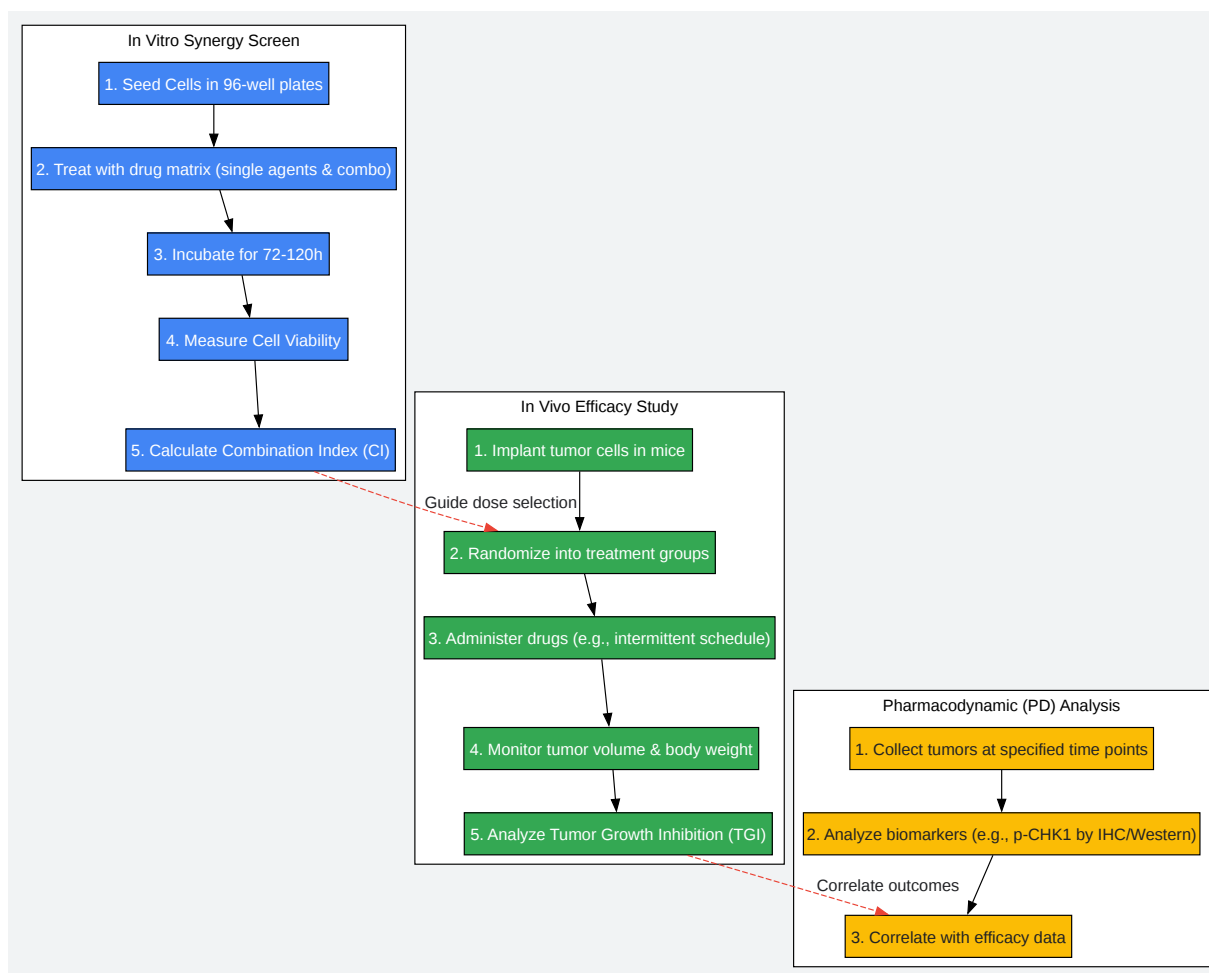 In Vitro Synergy Screen
1. Seed Cells in 96-well plates
2. Treat with drug matrix (single agents & combo)
3. Incubate for 72-120h
4. Measure Cell Viability
5. Calculate Combination Index (CI)
In Vivo Efficacy Study
1. Implant tumor cells in mice
Guide dose selection
2. Randomize into treatment groups
3. Administer drugs (e.g., intermittent schedule)
4. Monitor tumor volume & body weight
5. Analyze Tumor Growth Inhibition (TGI)
Pharmacodynamic (PD) Analysis
1. Collect tumors at specified time points
2. Analyze biomarkers (e.g., p-CHK1 by IHC/Western)
Correlate outcomes
3. Correlate with efficacy data